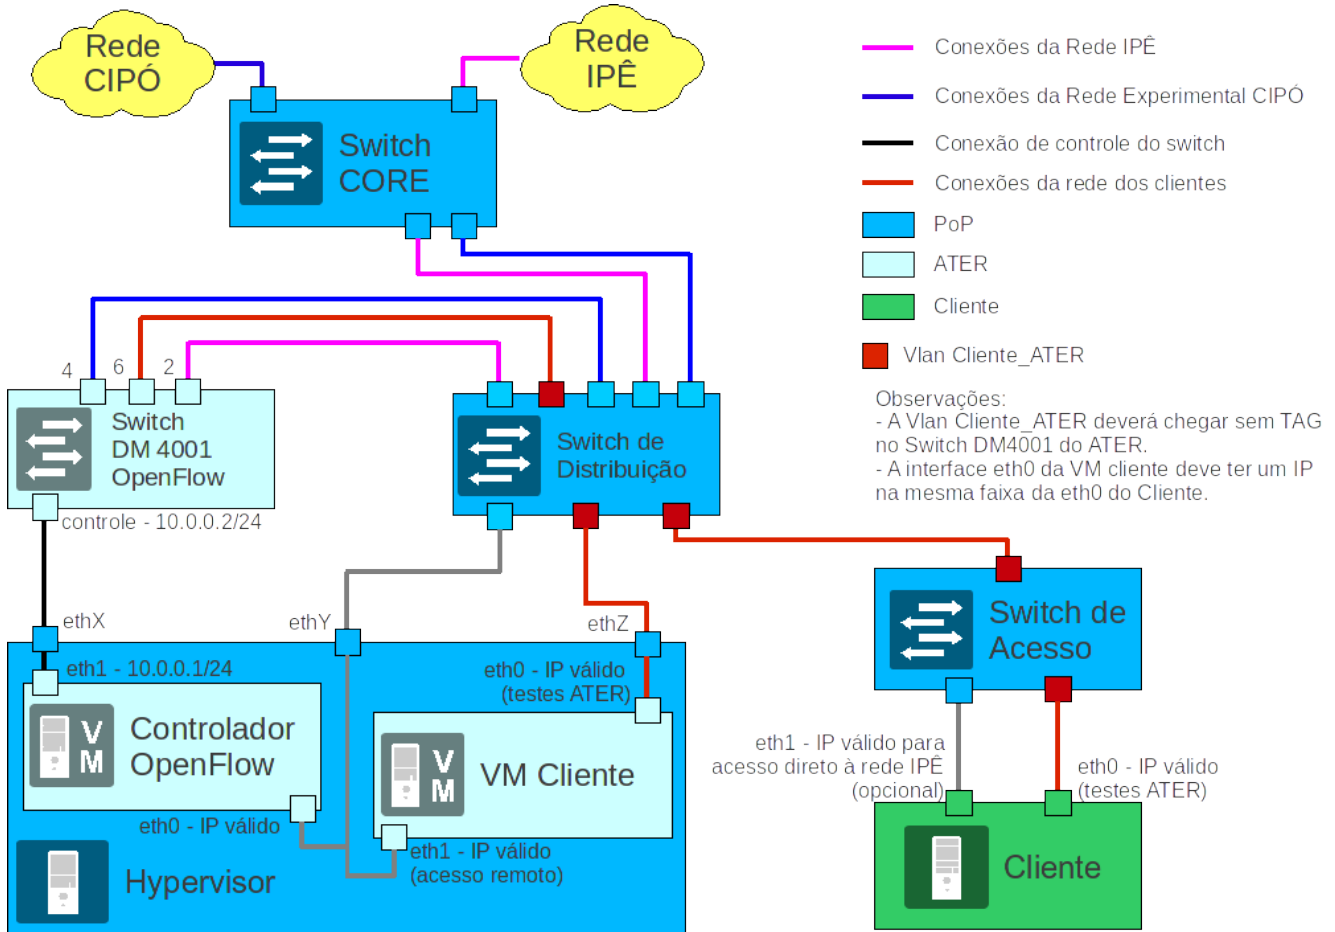 Rede
CIPÓ
Rede
IPÊ
Switch
CORE
Conexões da Rede IPÊ
Conexões da Rede Experimental CIPÓ
Conexão de controle do switch
Conexões da rede dos clientes
PoP
ATER
Cliente
Vlan Cliente_ATER
Observações:
- A Vlan Cliente_ATER deverá chegar sem TAG
no Switch DM4001 do ATER.
- A interface eth0 da VM cliente deve ter um IP
na mesma faixa da eth0 do Cliente.
4
6
2
Switch
DM 4001
OpenFlow
controle - 10.0.0.2/24
Switch de
Distribuição
ethX
ethY
ethZ
eth1 - 10.0.0.1/24
eth0 - IP válido
(testes ATER)
V
M
Controlador
OpenFlow
V
M
VM Cliente
eth0 - IP válido
eth1 - IP válido
(acesso remoto)
Hypervisor
Switch de
Acesso
eth1 - IP válido para
acesso direto à rede IPÊ
(opcional)
eth0 - IP válido
(testes ATER)
Cliente